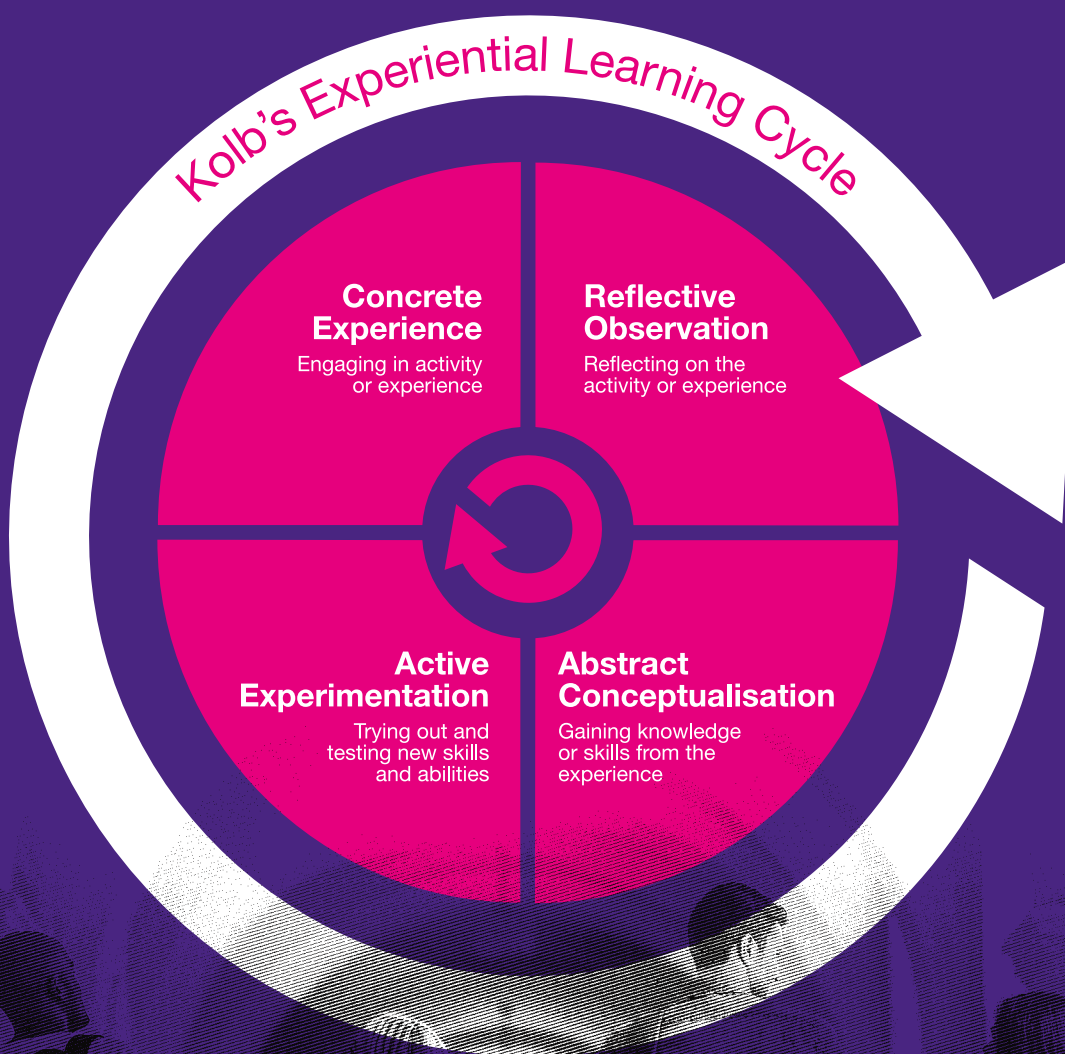 Kolb's Experiential Learning Cycle
Concrete
Experience
Engaging in activity
or experience
Reflective
Observation
Reflecting on the
activity or experience
Active
Experimentation
Trying out and
testing new skills
and abilities
Abstract
Conceptualisation
Gaining knowledge
or skills from the
experience